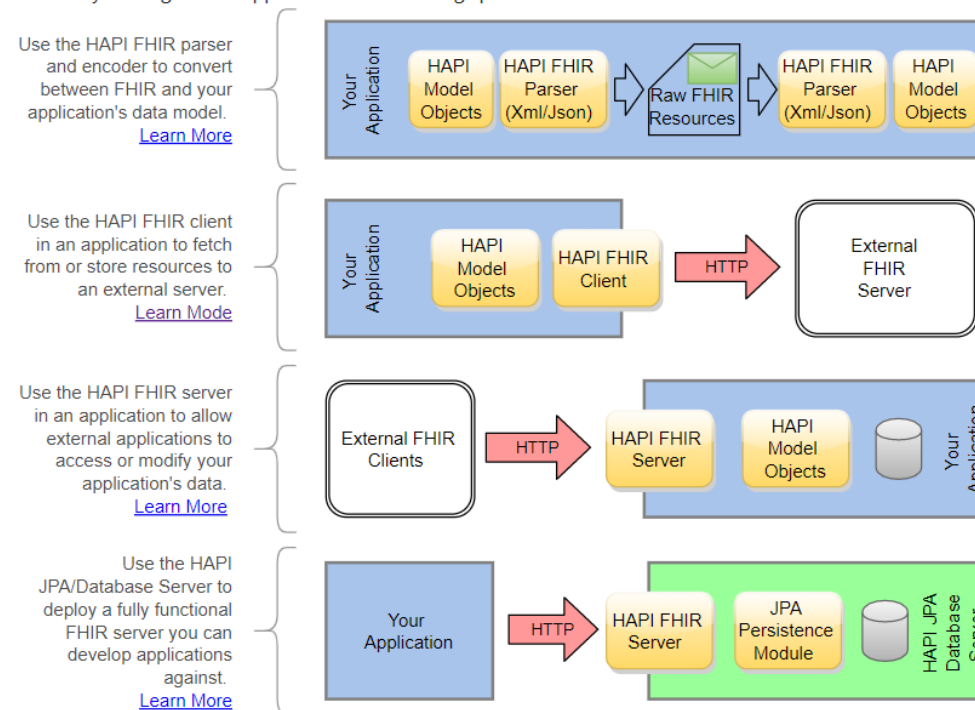 Use the HAPI FHIR parser
and encoder to convert
between FHIR and your
application's data model.
Learn More
Your
Application
HAPI
Model
Objects
HAPI FHIR
Parser
(Xml/Json)
Raw FHIR
Resources
HAPI FHIR
Parser
(Xml/Json)
HAPI
Model
Objects
Use the HAPI FHIR client
in an application to fetch
from or store resources to
an external server.
Learn Mode
Your
Application
HAPI
Model
Objects
HAPI FHIR
Client
HTTP
External
FHIR
Server
Use the HAPI FHIR server
in an application to allow
external applications to
access or modify your
application's data.
Learn More
External FHIR
Clients
HTTP
HAPI FHIR
Server
HAPI
Model
Objects
Your
Application
Use the HAPI
JPA/Database Server to
deploy a fully functional
FHIR server you can
develop applications
against.
Learn More
Your
Application
HTTP
HAPI FHIR
Server
JPA
Persistence
Module
HAPI JPA
Database
Server